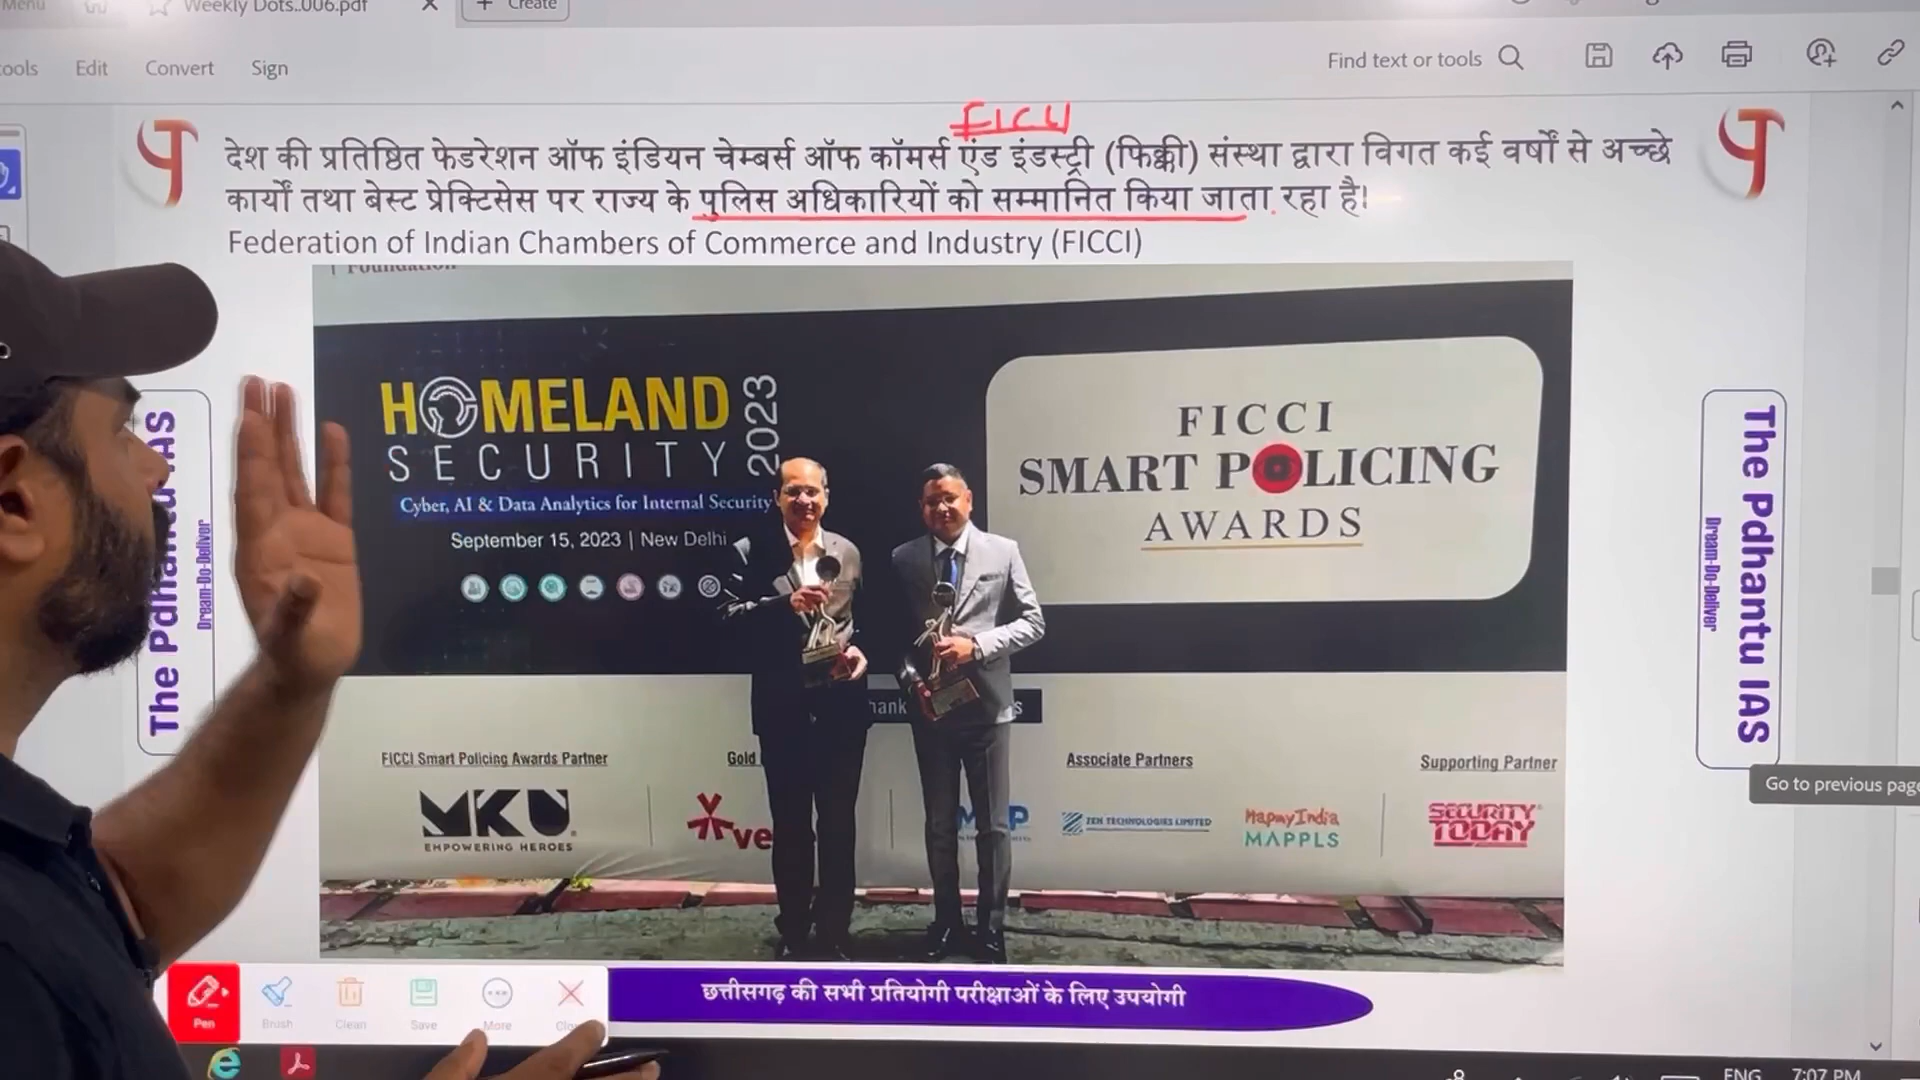 Menu
Weekly Dots..006.pdf
Create
ools Edit Convert Sign
Find text or tools
FICCI
देश की प्रतिष्ठित फेडरेशन ऑफ इंडियन चेम्बर्स ऑफ कॉमर्स एंड इंडस्ट्री (फिक्की) संस्था द्वारा विगत कई वर्षों से अच्छे
कार्यों तथा बेस्ट प्रेक्टिसेस पर राज्य के पुलिस अधिकारियों को सम्मानित किया जाता रहा है।
Federation of Indian Chambers of Commerce and Industry (FICCI)
Foundation
HOMELAND
SECURITY
2023
Cyber, AI & Data Analytics for Internal Security
September 15, 2023 | New Delhi
FICCI
SMART POLICING
AWARDS
hank s
FICCI Smart Policing Awards Partner
Gold
Associate Partners
Supporting Partner
MKU
EMPOWERING HEROES
ve
ZEN TECHNOLOGIES LIMITED
MapmyIndia
MAPPLS
SECURITY
TODAY
The Pdhantu IAS
Dream-Do-Deliver
The Pdhantu IAS
Dream-Do-Deliver
Go to previous page
Pen Brush Clean Save More Clo
छत्तीसगढ़ की सभी प्रतियोगी परीक्षाओं के लिए उपयोगी
ENG 7:07 PM